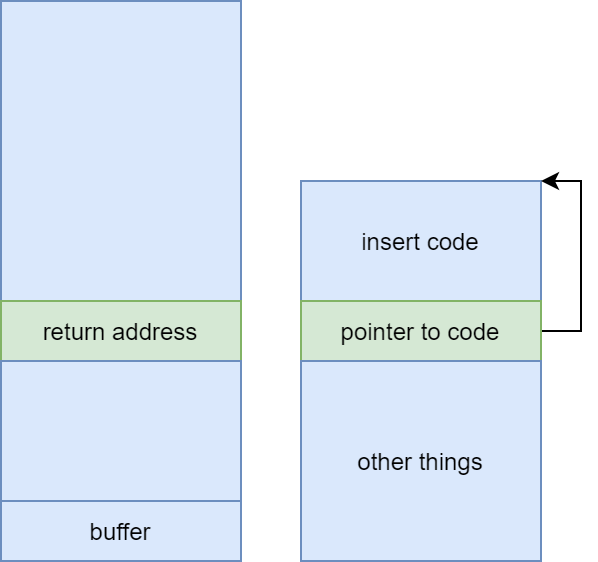 return address
buffer
insert code
pointer to code
other things